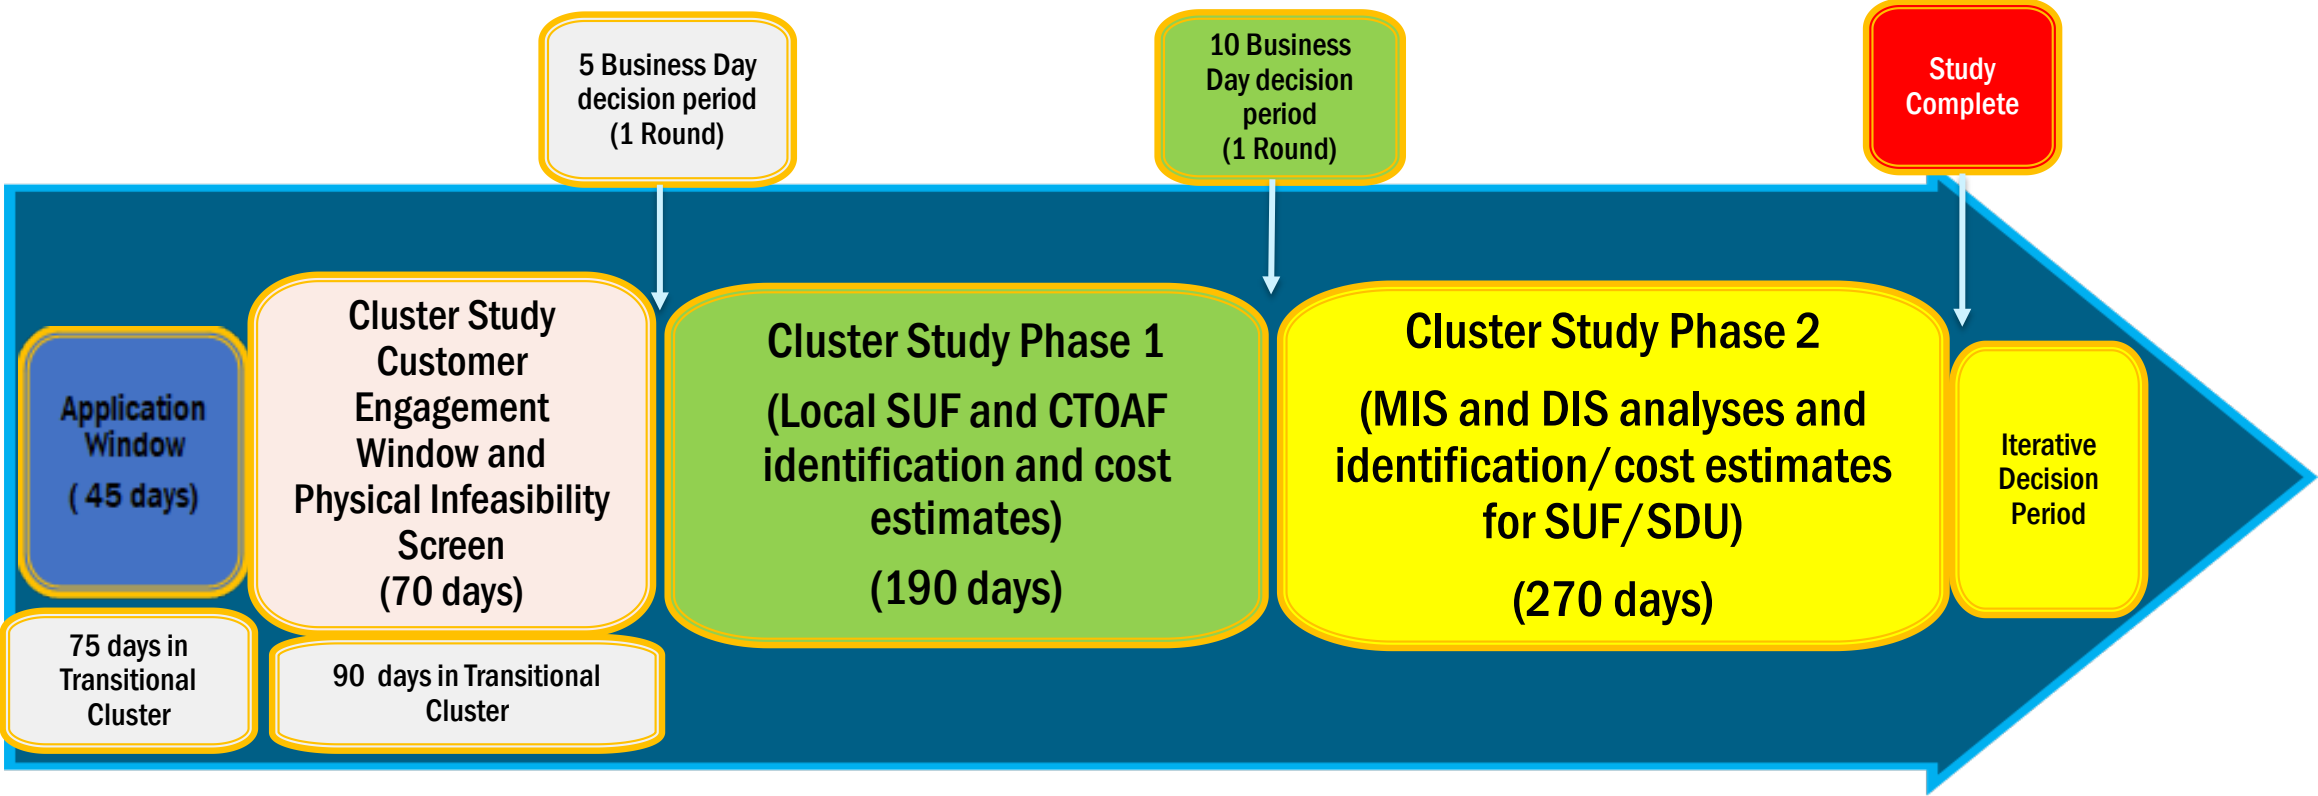 5 Business Day
decision period
(1 Round)
10 Business
Day decision
period
(1 Round)
Study
Complete
Application
Window
( 45 days)
Cluster Study
Customer
Engagement
Window and
Physical Infeasibility
Screen
(70 days)
Cluster Study Phase 1
(Local SUF and CTOAF
identification and cost
estimates)
(190 days)
Cluster Study Phase 2
(MIS and DIS analyses and
identification/cost estimates
for SUF/SDU)
(270 days)
Iterative
Decision
Period
75 days in
Transitional
Cluster
90  days in Transitional
Cluster